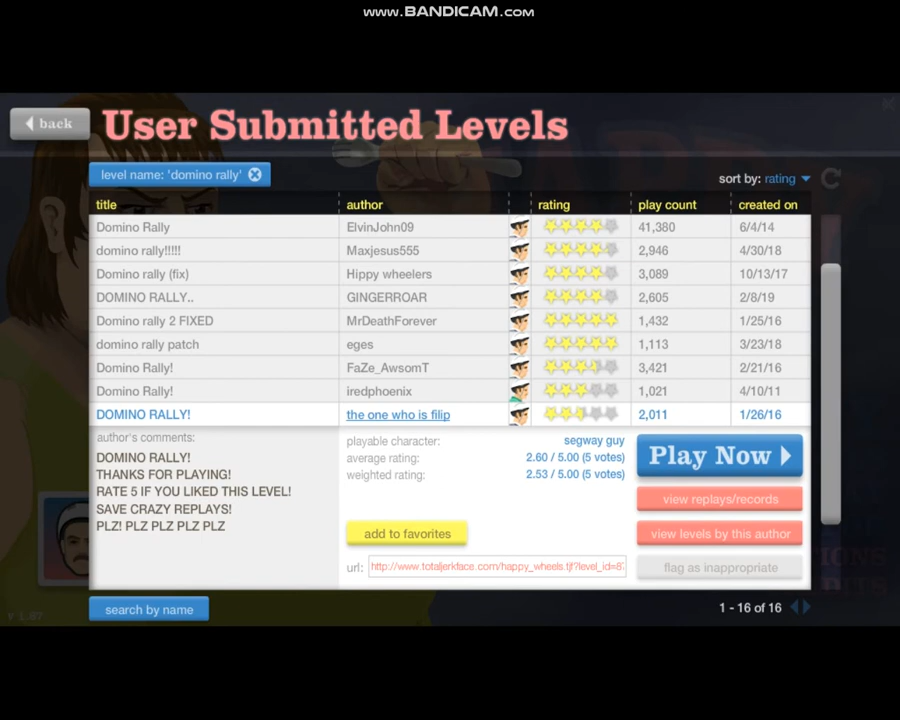 www.BANDICAM.com
back
User Submitted Levels
level name: 'domino rally'
sort by: rating
title author rating play count created on
Domino Rally ElvinJohn09 41,380 6/4/14
domino rally!!!!! Maxjesus555 2,946 4/30/18
Domino rally (fix) Hippy wheelers 3,089 10/13/17
DOMINO RALLY.. GINGERROAR 2,605 2/8/19
Domino rally 2 FIXED MrDeathForever 1,432 1/25/16
domino rally patch eges 1,113 3/23/18
Domino Rally! FaZe_AwsomT 3,421 2/21/16
Domino Rally! iredphoenix 1,021 4/10/11
DOMINO RALLY! the one who is filip 2,011 1/26/16
author's comments:
DOMINO RALLY!
THANKS FOR PLAYING!
RATE 5 IF YOU LIKED THIS LEVEL!
SAVE CRAZY REPLAYS!
PLZ! PLZ PLZ PLZ PLZ
playable character: segway guy
average rating: 2.60 / 5.00 (5 votes)
weighted rating: 2.53 / 5.00 (5 votes)
add to favorites
url: http://www.totaljerkface.com/happy_wheels.tjf?level_id=8
Play Now
view replays/records
view levels by this author
flag as inappropriate
search by name
1 - 16 of 16